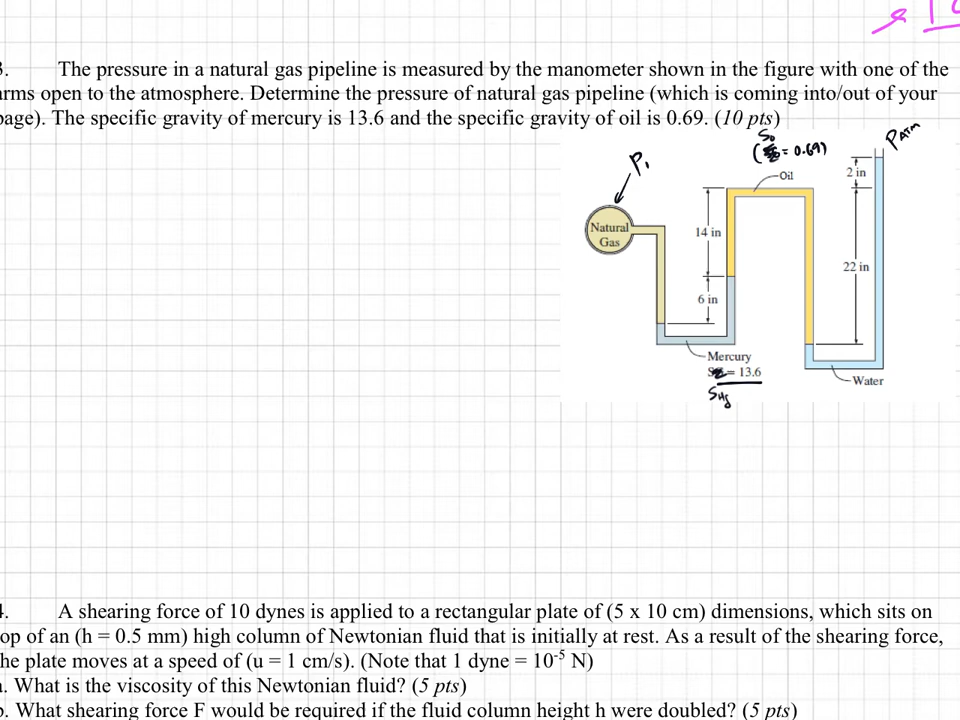 3. The pressure in a natural gas pipeline is measured by the manometer shown in the figure with one of the
arms open to the atmosphere. Determine the pressure of natural gas pipeline (which is coming into/out of your
page). The specific gravity of mercury is 13.6 and the specific gravity of oil is 0.69. (10 pts)
So
( = 0.69)
PATM
P1
Oil
2 in
Natural
Gas
14 in
22 in
6 in
Mercury
= 13.6
SHg
Water
4. A shearing force of 10 dynes is applied to a rectangular plate of (5 x 10 cm) dimensions, which sits on
op of an (h = 0.5 mm) high column of Newtonian fluid that is initially at rest. As a result of the shearing force,
he plate moves at a speed of (u = 1 cm/s). (Note that 1 dyne = 10⁻⁵ N)
. What is the viscosity of this Newtonian fluid? (5 pts)
. What shearing force F would be required if the fluid column height h were doubled? (5 pts)